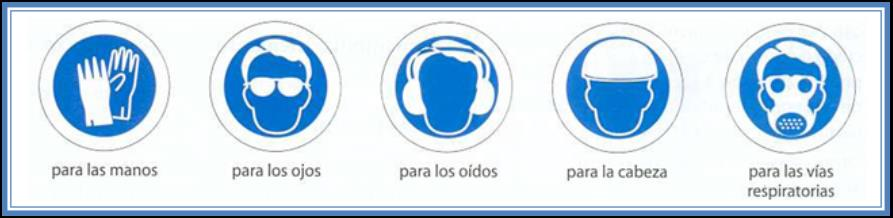 para las manos
para los ojos
para los oídos
para la cabeza
para las vías
respiratorias